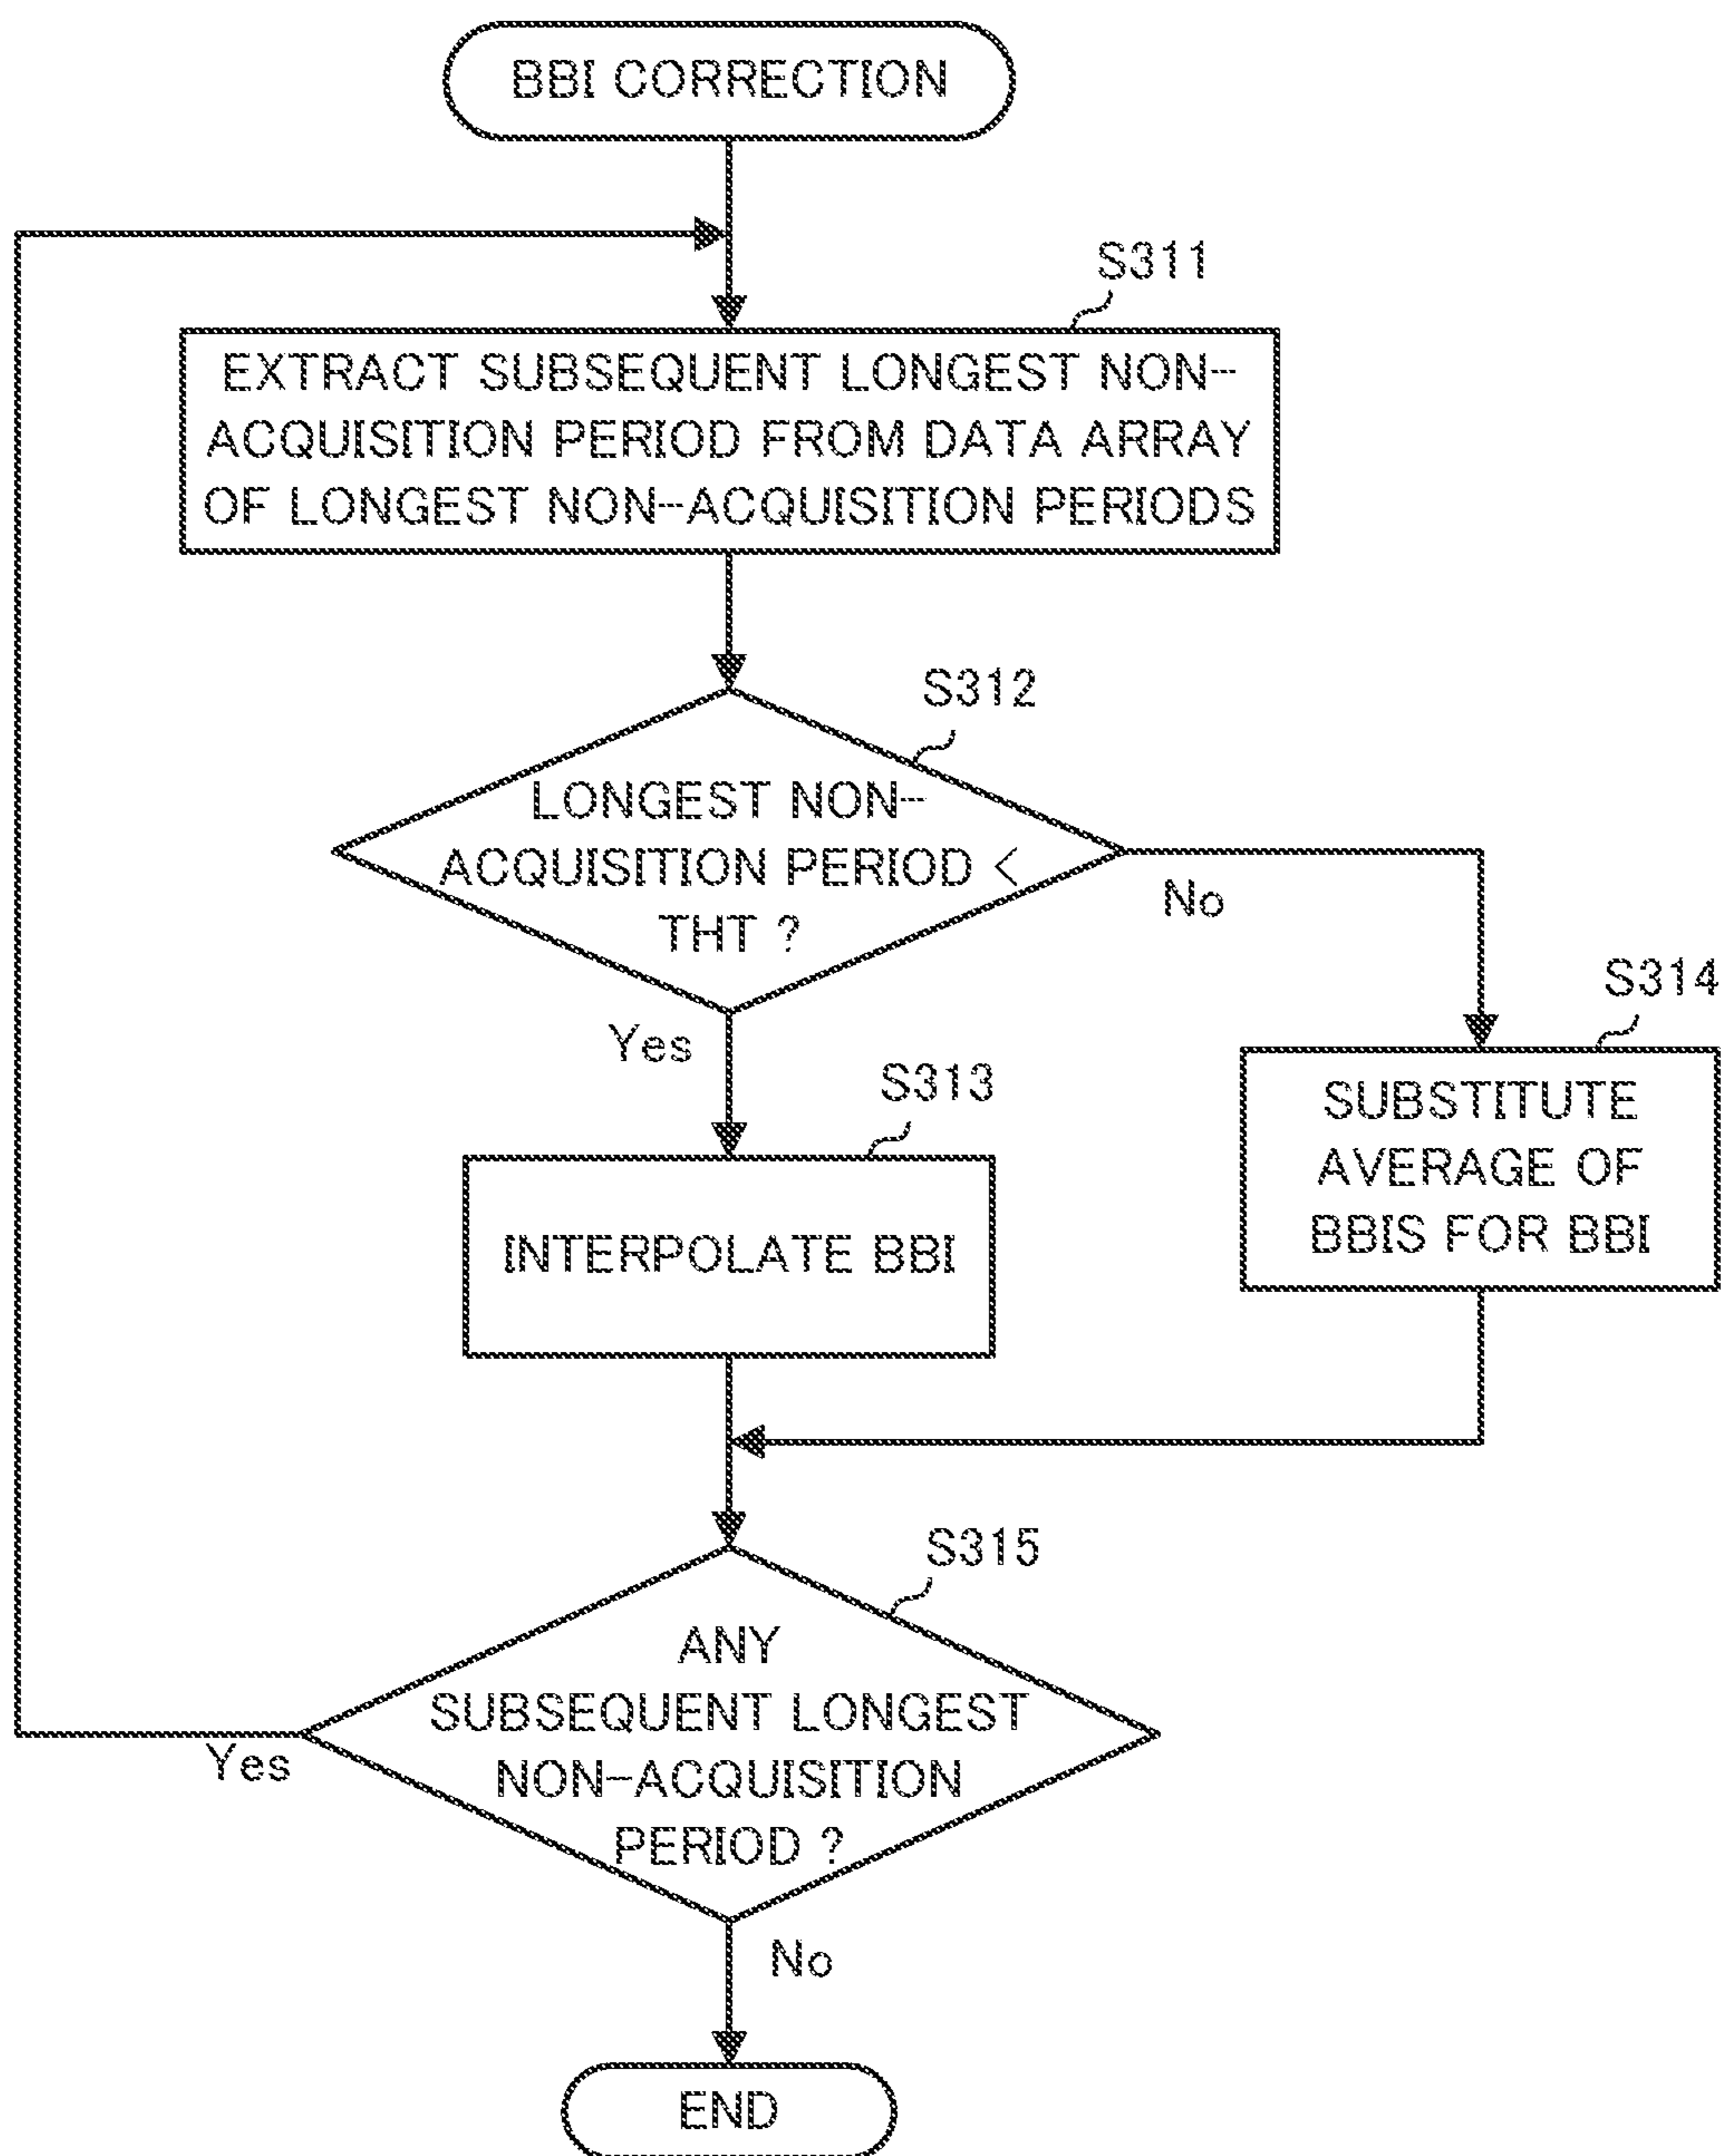 BBI CORRECTION
S311
EXTRACT SUBSEQUENT LONGEST NON-
ACQUISITION PERIOD FROM DATA ARRAY
OF LONGEST NON-ACQUISITION PERIODS
S312
LONGEST NON-
ACQUISITION PERIOD <
THT ?
No
Yes
S313
INTERPOLATE BBI
S314
SUBSTITUTE
AVERAGE OF
BBIS FOR BBI
S315
ANY
SUBSEQUENT LONGEST
NON-ACQUISITION
PERIOD ?
Yes
No
END